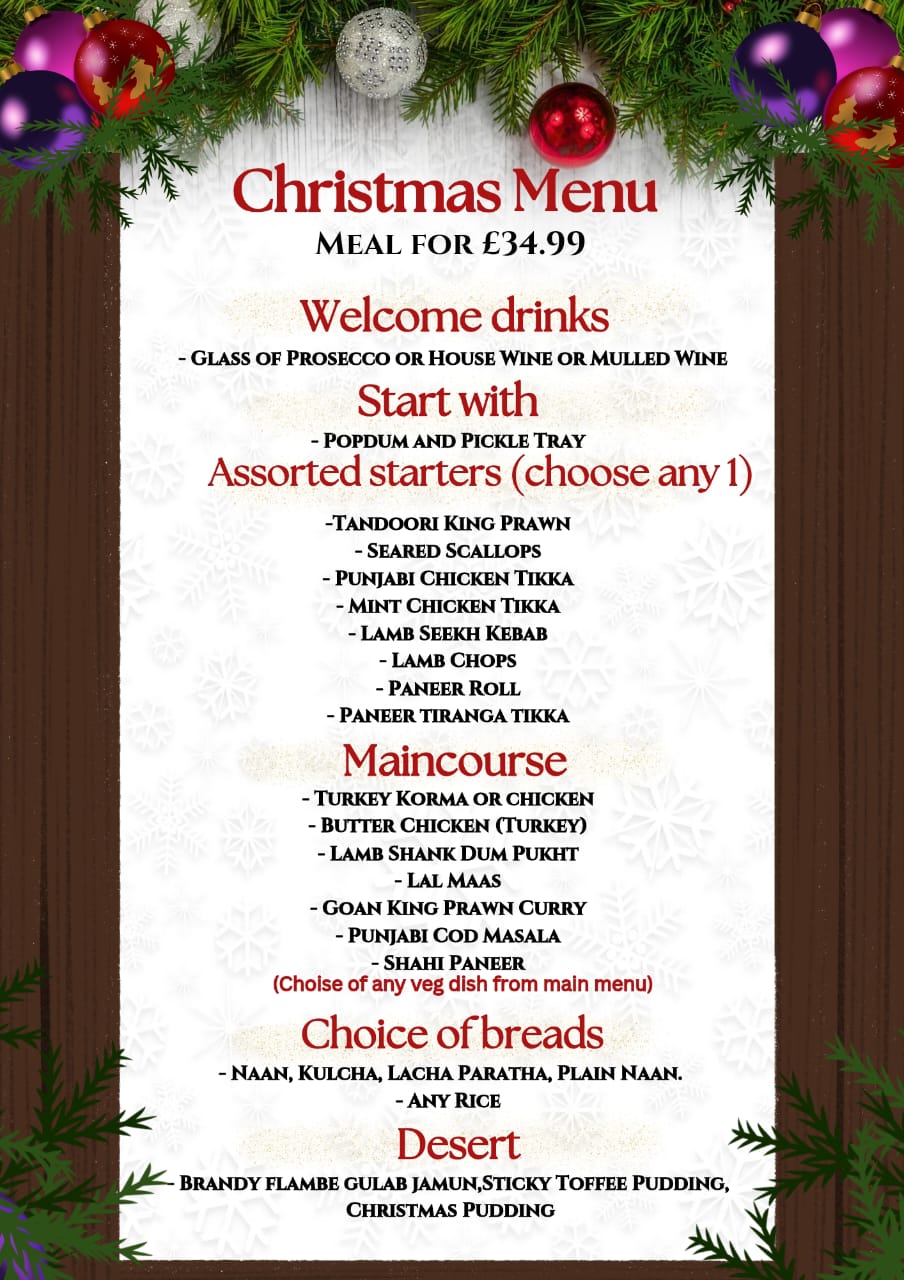 Christmas Menu
Meal for £34.99
Welcome drinks
- Glass of Prosecco or House Wine or Mulled Wine
Start with
- Popdum and Pickle Tray
Assorted starters (choose any 1)
-Tandoori King Prawn
- Seared Scallops
- Punjabi Chicken Tikka
- Mint Chicken Tikka
- Lamb Seekh Kebab
- Lamb Chops
- Paneer Roll
- Paneer tiranga tikka
Maincourse
- Turkey Korma or chicken
- Butter Chicken (Turkey)
- Lamb Shank Dum Pukht
- Lal Maas
- Goan King Prawn Curry
- Punjabi Cod Masala
- Shahi Paneer
(Choise of any veg dish from main menu)
Choice of breads
- Naan, Kulcha, Lacha Paratha, Plain Naan.
- Any Rice
Desert
- Brandy flambe gulab jamun,Sticky Toffee Pudding,
Christmas Pudding